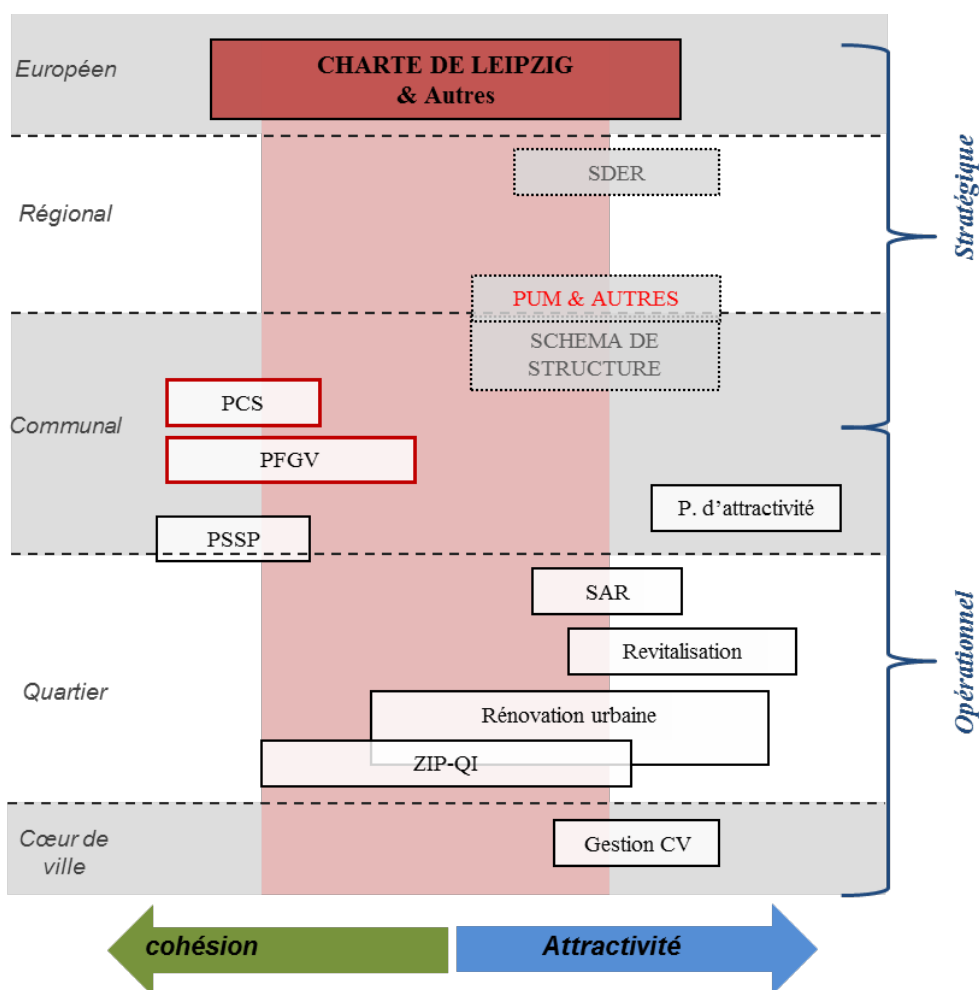 Européen
CHARTE DE LEIPZIG
& Autres
Stratégique
SDER
Régional
PUM & AUTRES
SCHEMA DE
STRUCTURE
PCS
Communal
PFGV
P. d’attractivité
PSSP
SAR
Revitalisation
Opérationnel
Quartier
Rénovation urbaine
ZIP-QI
Cœur de
ville
Gestion CV
cohésion
Attractivité